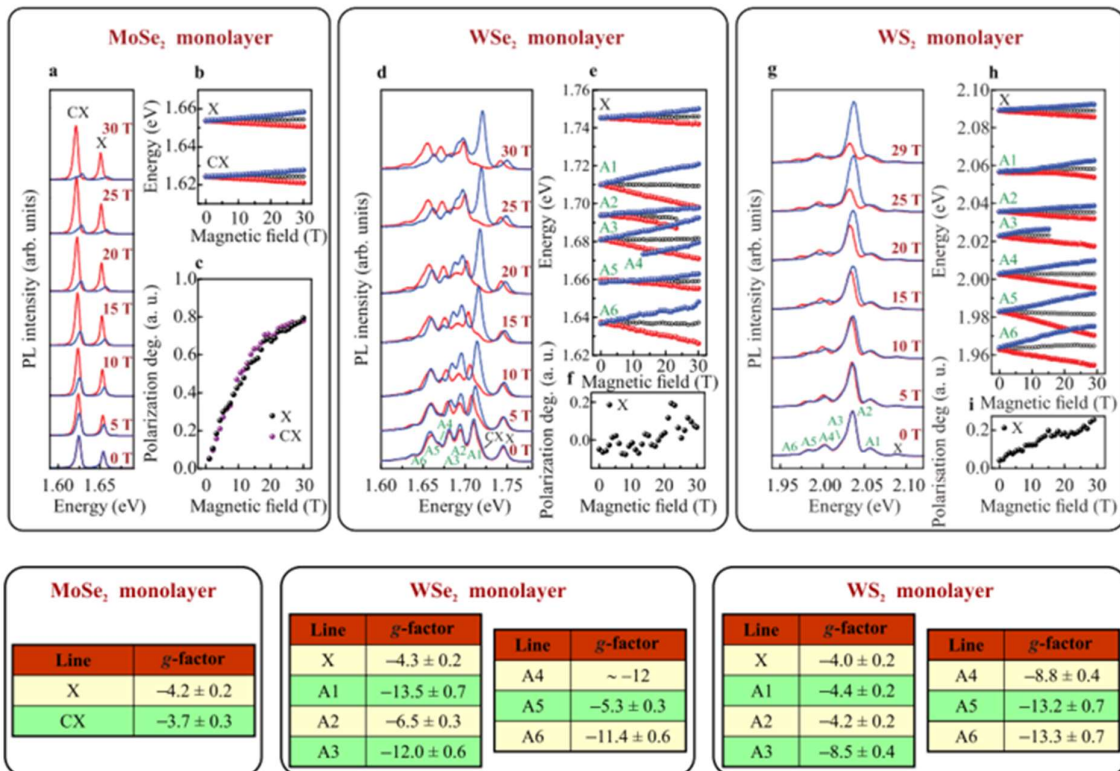 MoSe₂ monolayer
a
CX
X
30 T
25 T
20 T
15 T
10 T
5 T
0 T
PL intensity (arb. units)
1.60 1.65
Energy (eV)
b
X
CX
1.66
1.64
1.62
Energy (eV)
0 10 20 30
Magnetic field (T)
c
1.0
0.8
0.6
0.4
0.2
0.0
Polarization deg. (a. u.)
X
CX
0 10 20 30
Magnetic field (T)
WSe₂ monolayer
d
30 T
25 T
20 T
15 T
10 T
5 T
0 T
A6 A5 A4 A3 A2 A1 CX X
PL intensity (arb. units)
1.60 1.65 1.70 1.75
Energy (eV)
e
1.76
1.74
1.72
1.70
1.68
1.66
1.64
1.62
Energy (eV)
X
A1
A2
A3
A4
A5
A6
0 10 20 30
Magnetic field (T)
f
X
0.2
0.0
Polarization deg. (a. u.)
0 10 20 30
Magnetic field (T)
WS₂ monolayer
g
29 T
25 T
20 T
15 T
10 T
5 T
0 T
A6 A5 A4 A3 A2 A1 X
PL intensity (arb. units)
1.95 2.00 2.05 2.10
Energy (eV)
h
2.10
2.08
2.06
2.04
2.02
2.00
1.98
1.96
Energy (eV)
X
A1
A2
A3
A4
A5
A6
0 10 20 30
Magnetic field (T)
i
X
0.2
0.0
Polarisation deg (a. u.)
0 10 20 30
Magnetic field (T)
MoSe₂ monolayer
Line g-factor
X −4.2 ± 0.2
CX −3.7 ± 0.3
WSe₂ monolayer
Line g-factor
X −4.3 ± 0.2
A1 −13.5 ± 0.7
A2 −6.5 ± 0.3
A3 −12.0 ± 0.6
Line g-factor
A4 ~ −12
A5 −5.3 ± 0.3
A6 −11.4 ± 0.6
WS₂ monolayer
Line g-factor
X −4.0 ± 0.2
A1 −4.4 ± 0.2
A2 −4.2 ± 0.2
A3 −8.5 ± 0.4
Line g-factor
A4 −8.8 ± 0.4
A5 −13.2 ± 0.7
A6 −13.3 ± 0.7